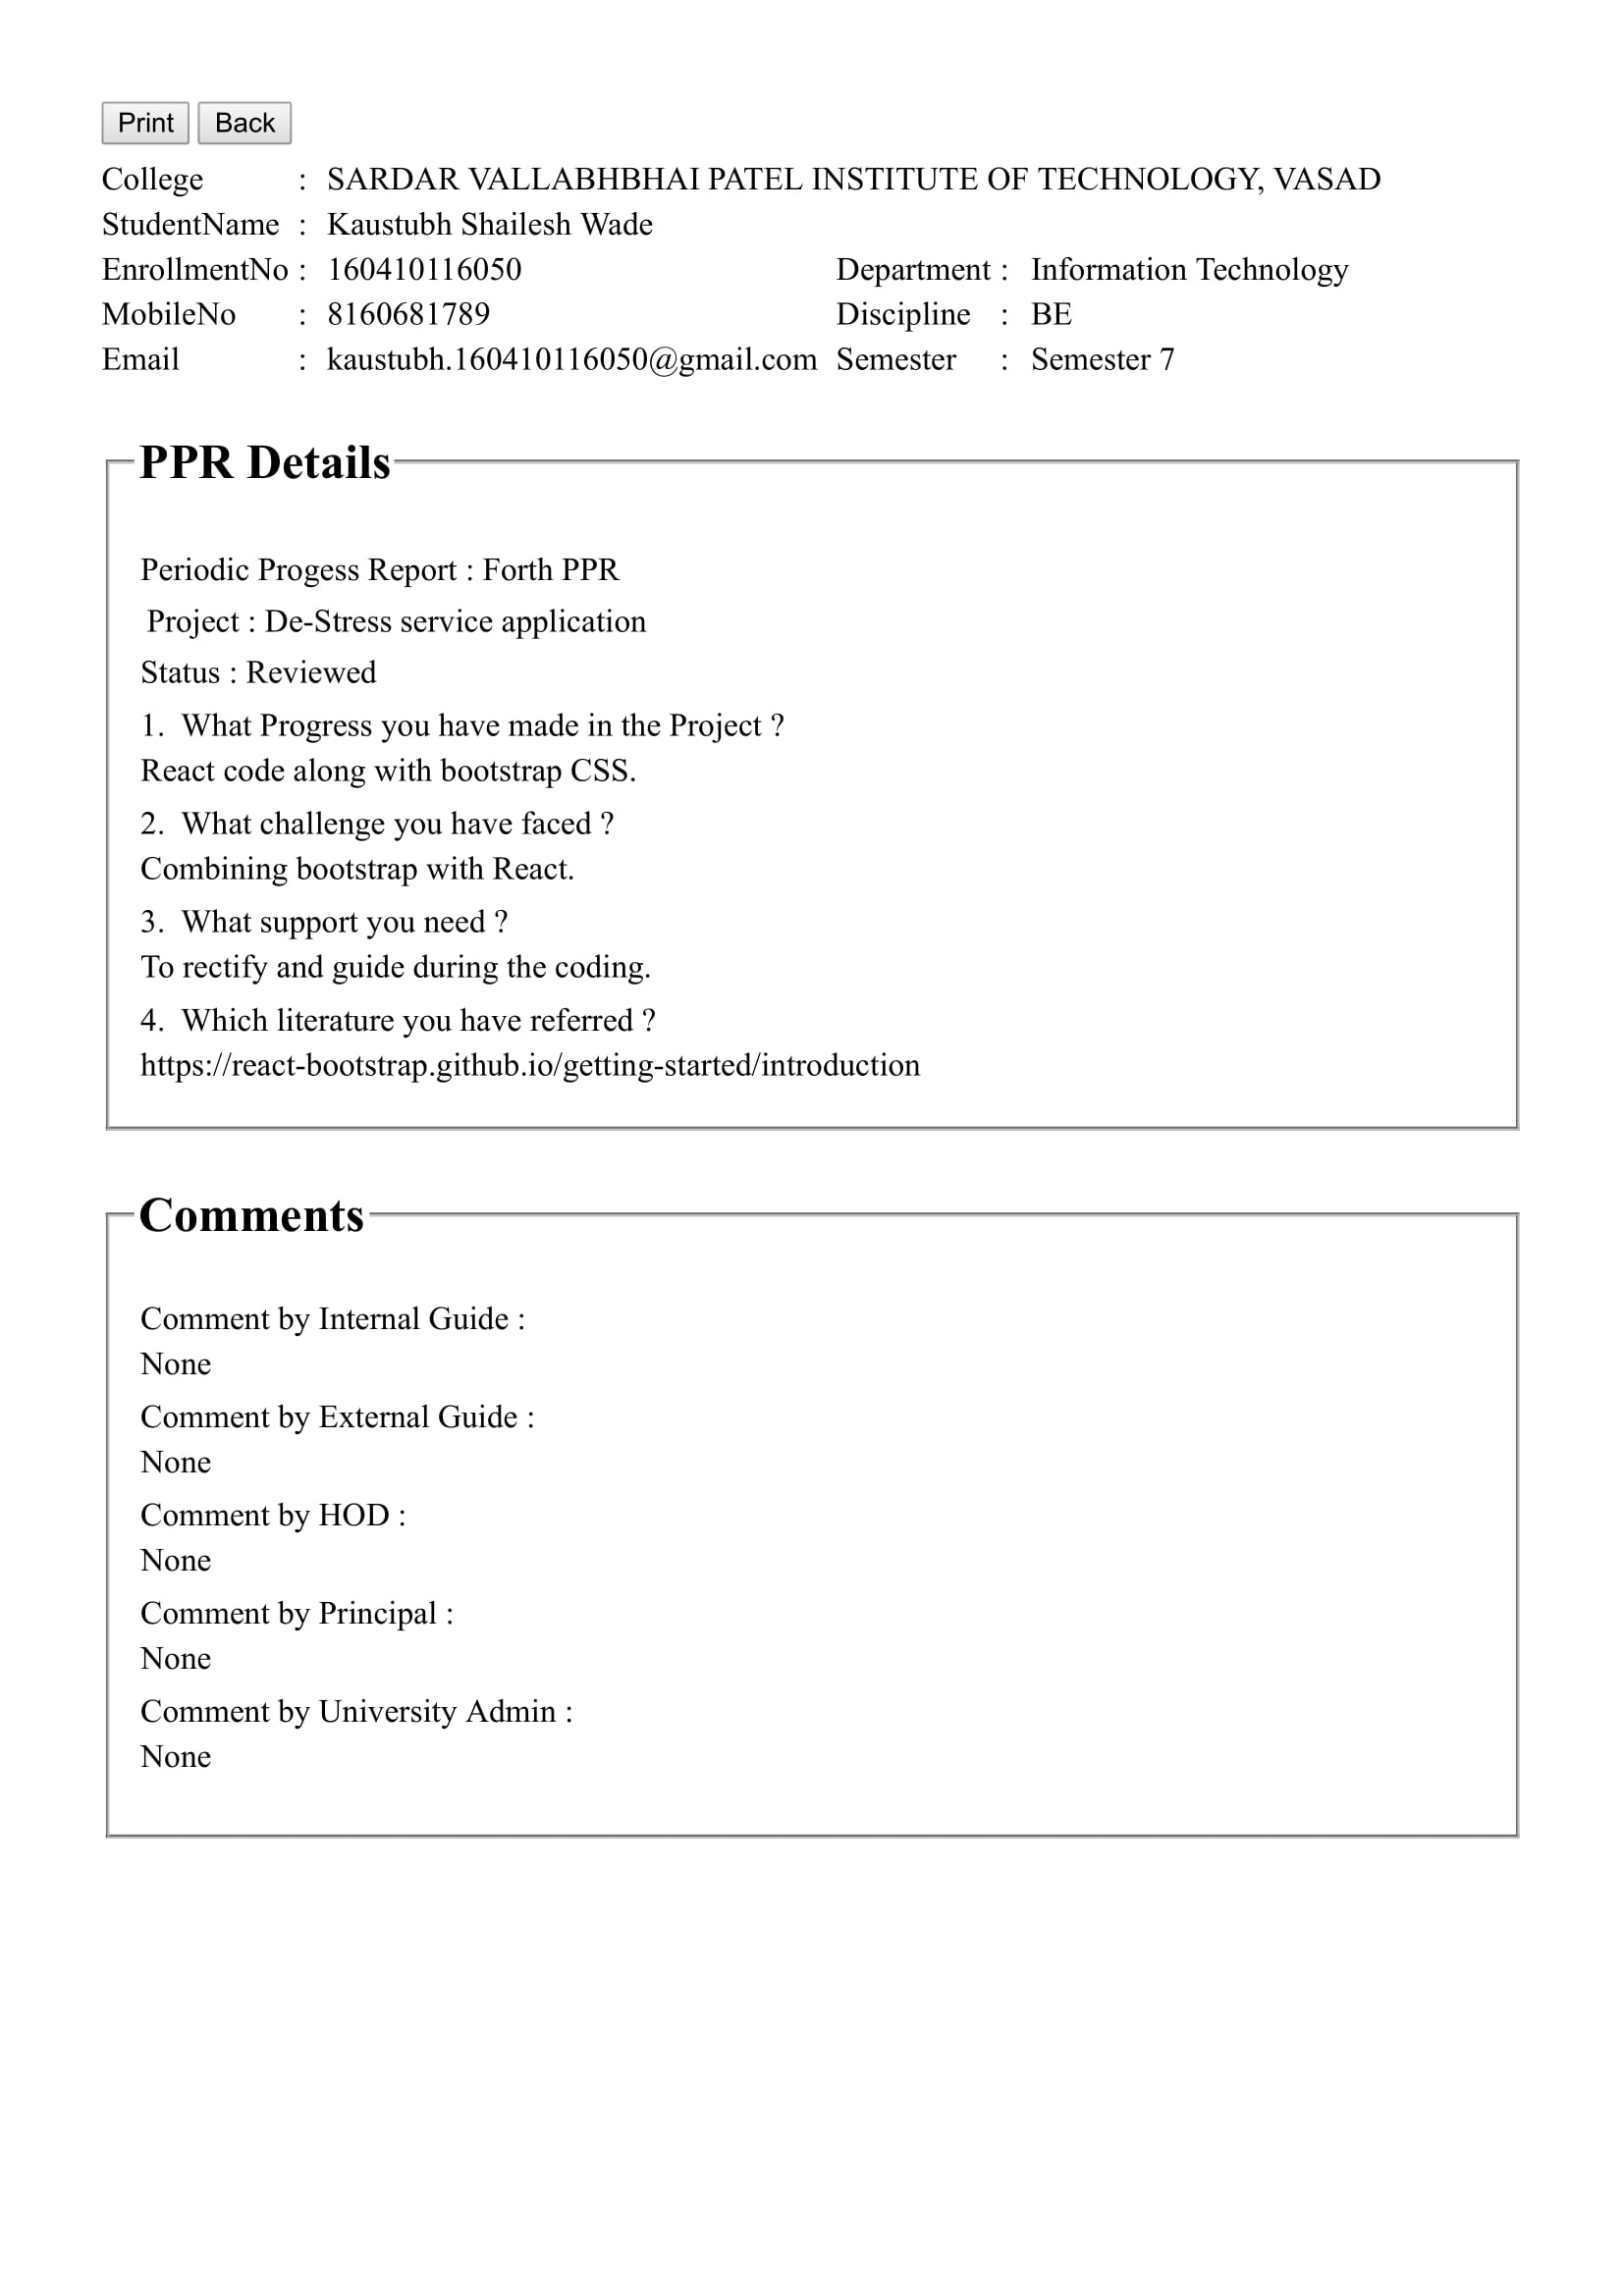 Print Back
College : SARDAR VALLABHBHAI PATEL INSTITUTE OF TECHNOLOGY, VASAD
StudentName : Kaustubh Shailesh Wade
EnrollmentNo : 160410116050 Department : Information Technology
MobileNo : 8160681789 Discipline : BE
Email : kaustubh.160410116050@gmail.com Semester : Semester 7
PPR Details
Periodic Progess Report : Forth PPR
Project : De-Stress service application
Status : Reviewed
1. What Progress you have made in the Project ?
React code along with bootstrap CSS.
2. What challenge you have faced ?
Combining bootstrap with React.
3. What support you need ?
To rectify and guide during the coding.
4. Which literature you have referred ?
https://react-bootstrap.github.io/getting-started/introduction
Comments
Comment by Internal Guide :
None
Comment by External Guide :
None
Comment by HOD :
None
Comment by Principal :
None
Comment by University Admin :
None